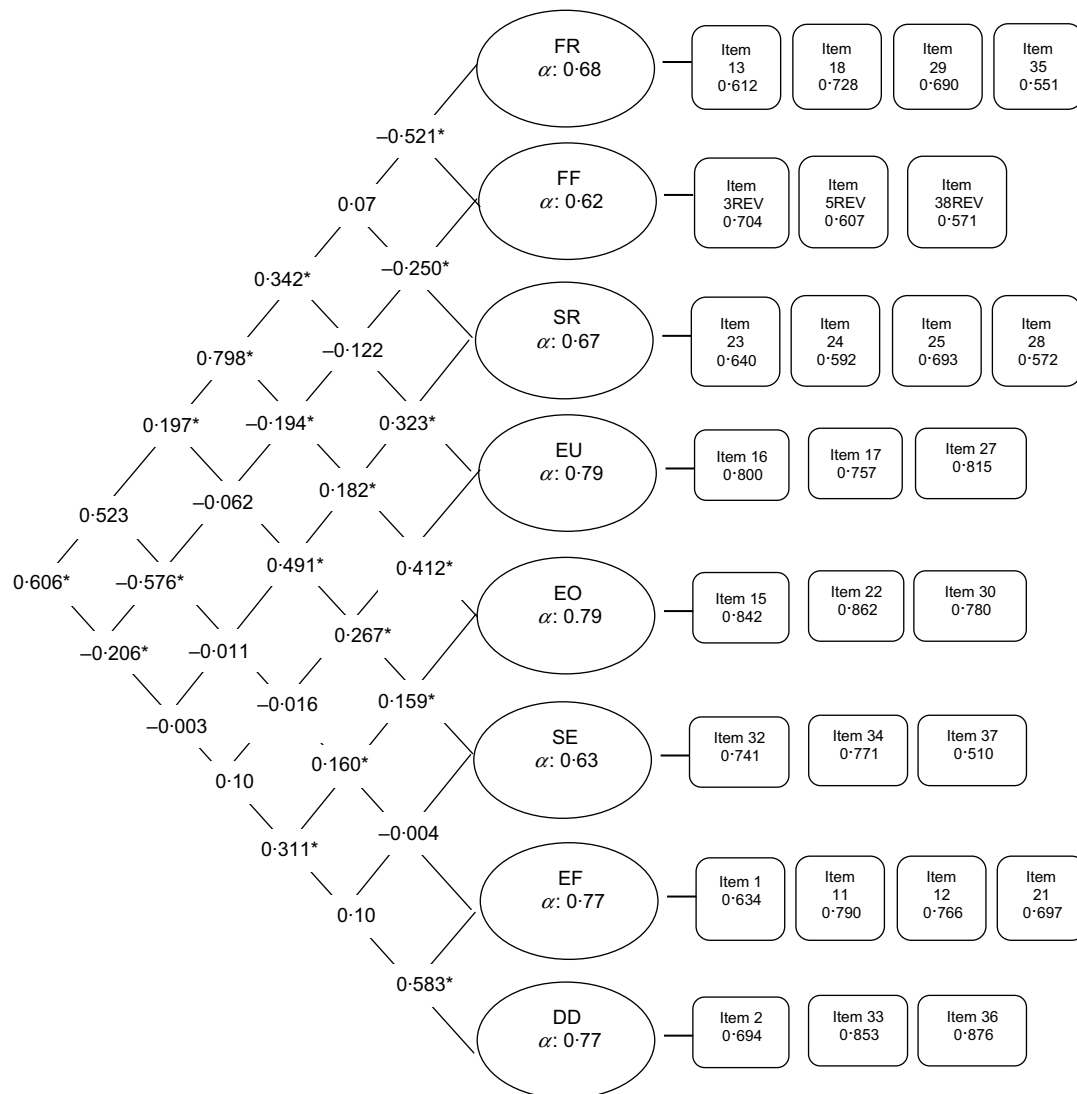 FR
α: 0·68
Item
13
0·612
Item
18
0·728
Item
29
0·690
Item
35
0·551
–0·521*
FF
α: 0·62
Item
3REV
0·704
Item
5REV
0·607
Item
38REV
0·571
0·07
–0·250*
0·342*
SR
α: 0·67
Item
23
0·640
Item
24
0·592
Item
25
0·693
Item
28
0·572
–0·122
0·798*
0·197*
–0·194*
0·323*
EU
α: 0·79
Item 16
0·800
Item 17
0·757
Item 27
0·815
0·182*
–0·062
0·523
0·491*
0·412*
0·606*
–0·576*
EO
α: 0.79
Item 15
0·842
Item 22
0·862
Item 30
0·780
0·267*
–0·206*
–0·011
–0·016
0·159*
–0·003
SE
α: 0·63
Item 32
0·741
Item 34
0·771
Item 37
0·510
0·10
0·160*
0·311*
–0·004
EF
α: 0·77
Item 1
0·634
Item
11
0·790
Item
12
0·766
Item
21
0·697
0·10
0·583*
DD
α: 0·77
Item 2
0·694
Item 33
0·853
Item 36
0·876